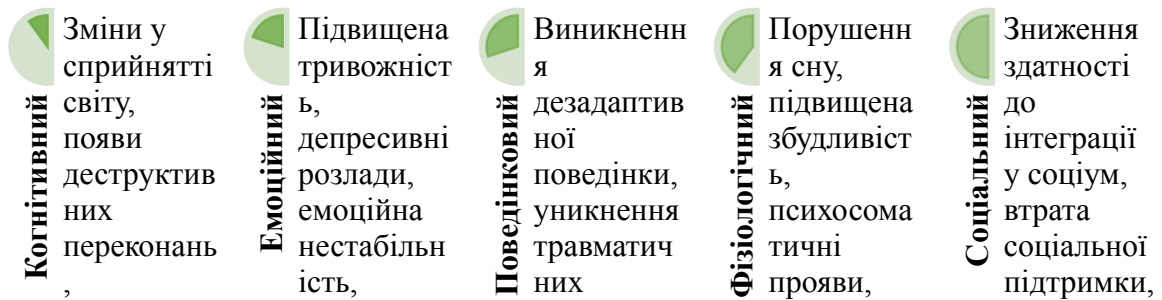 Когнітивний
Зміни у
сприйнятті
світу,
появи
деструктив
них
переконань
,
Емоційний
Підвищена
тривожніст
ь,
депресивні
розлади,
емоційна
нестабільн
ість,
Поведінковий
Виникненн
я
дезадаптив
ної
поведінки,
уникнення
травматич
них
Фізіологічний
Порушенн
я сну,
підвищена
збудливіст
ь,
психосома
тичні
прояви,
Соціальний
Зниження
здатності
до
інтеграції
у соціум,
втрата
соціальної
підтримки,